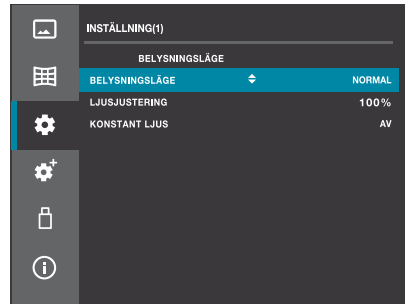 INSTÄLLNING(1)
BELYSNINGSLÄGE
BELYSNINGSLÄGE NORMAL
LJUSJUSTERING 100%
KONSTANT LJUS AV